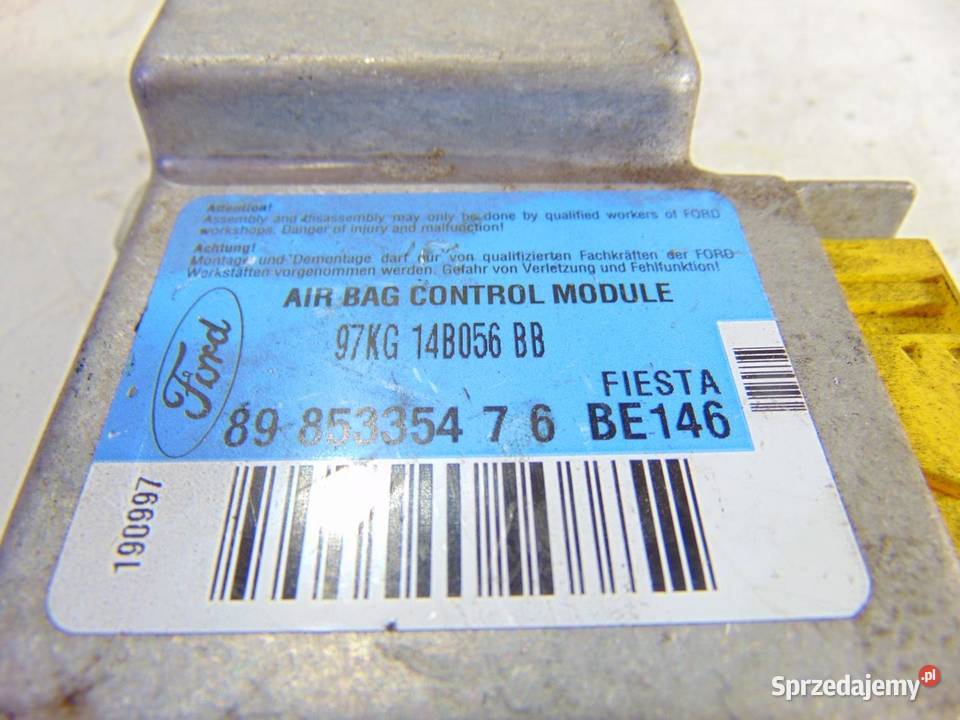 Attention!
Assembly and disassembly may only be done by qualified workers of FORD
workshops. Danger of injury and malfunction!
Achtung!
Montage und Demontage darf nur von qualifizierten Fachkräften der FORD
Werkstätten vorgenommen werden. Gefahr von Verletzung und Fehlfunktion!
AIR BAG CONTROL MODULE
97KG 14B056 BB
Ford
FIESTA
89 853354 7 6 BE146
190997
Sprzedajemy.pl